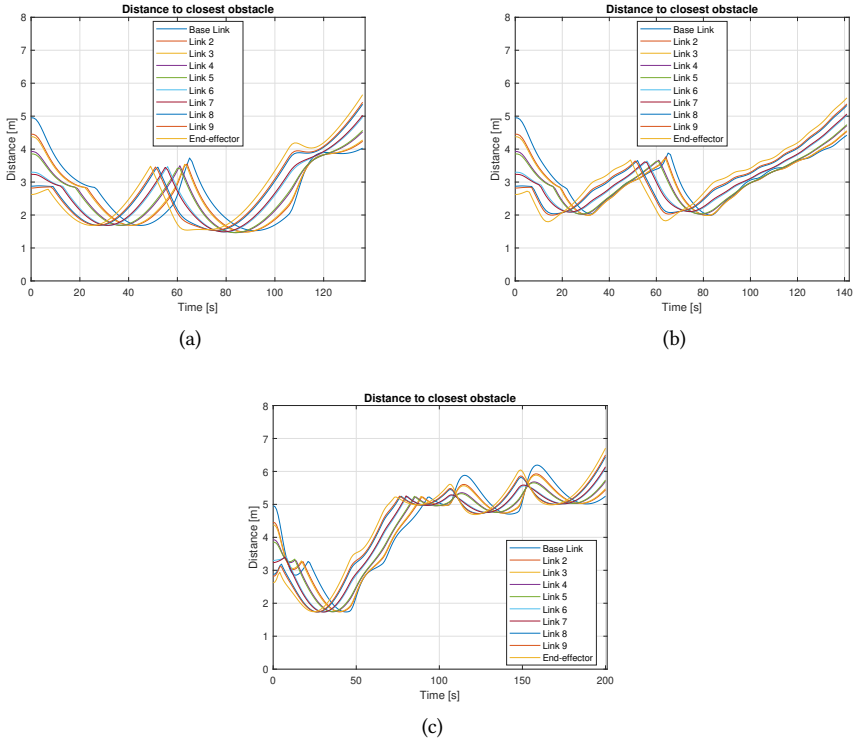 Distance to closest obstacle
8
7
6
5
4
3
2
1
0
Distance [m]
Base Link
Link 2
Link 3
Link 4
Link 5
Link 6
Link 7
Link 8
Link 9
End-effector
0 20 40 60 80 100 120
Time [s]
(a)
Distance to closest obstacle
8
7
6
5
4
3
2
1
0
Distance [m]
Base Link
Link 2
Link 3
Link 4
Link 5
Link 6
Link 7
Link 8
Link 9
End-effector
0 20 40 60 80 100 120 140
Time [s]
(b)
Distance to closest obstacle
8
7
6
5
4
3
2
1
0
Distance [m]
Base Link
Link 2
Link 3
Link 4
Link 5
Link 6
Link 7
Link 8
Link 9
End-effector
0 50 100 150 200
Time [s]
(c)